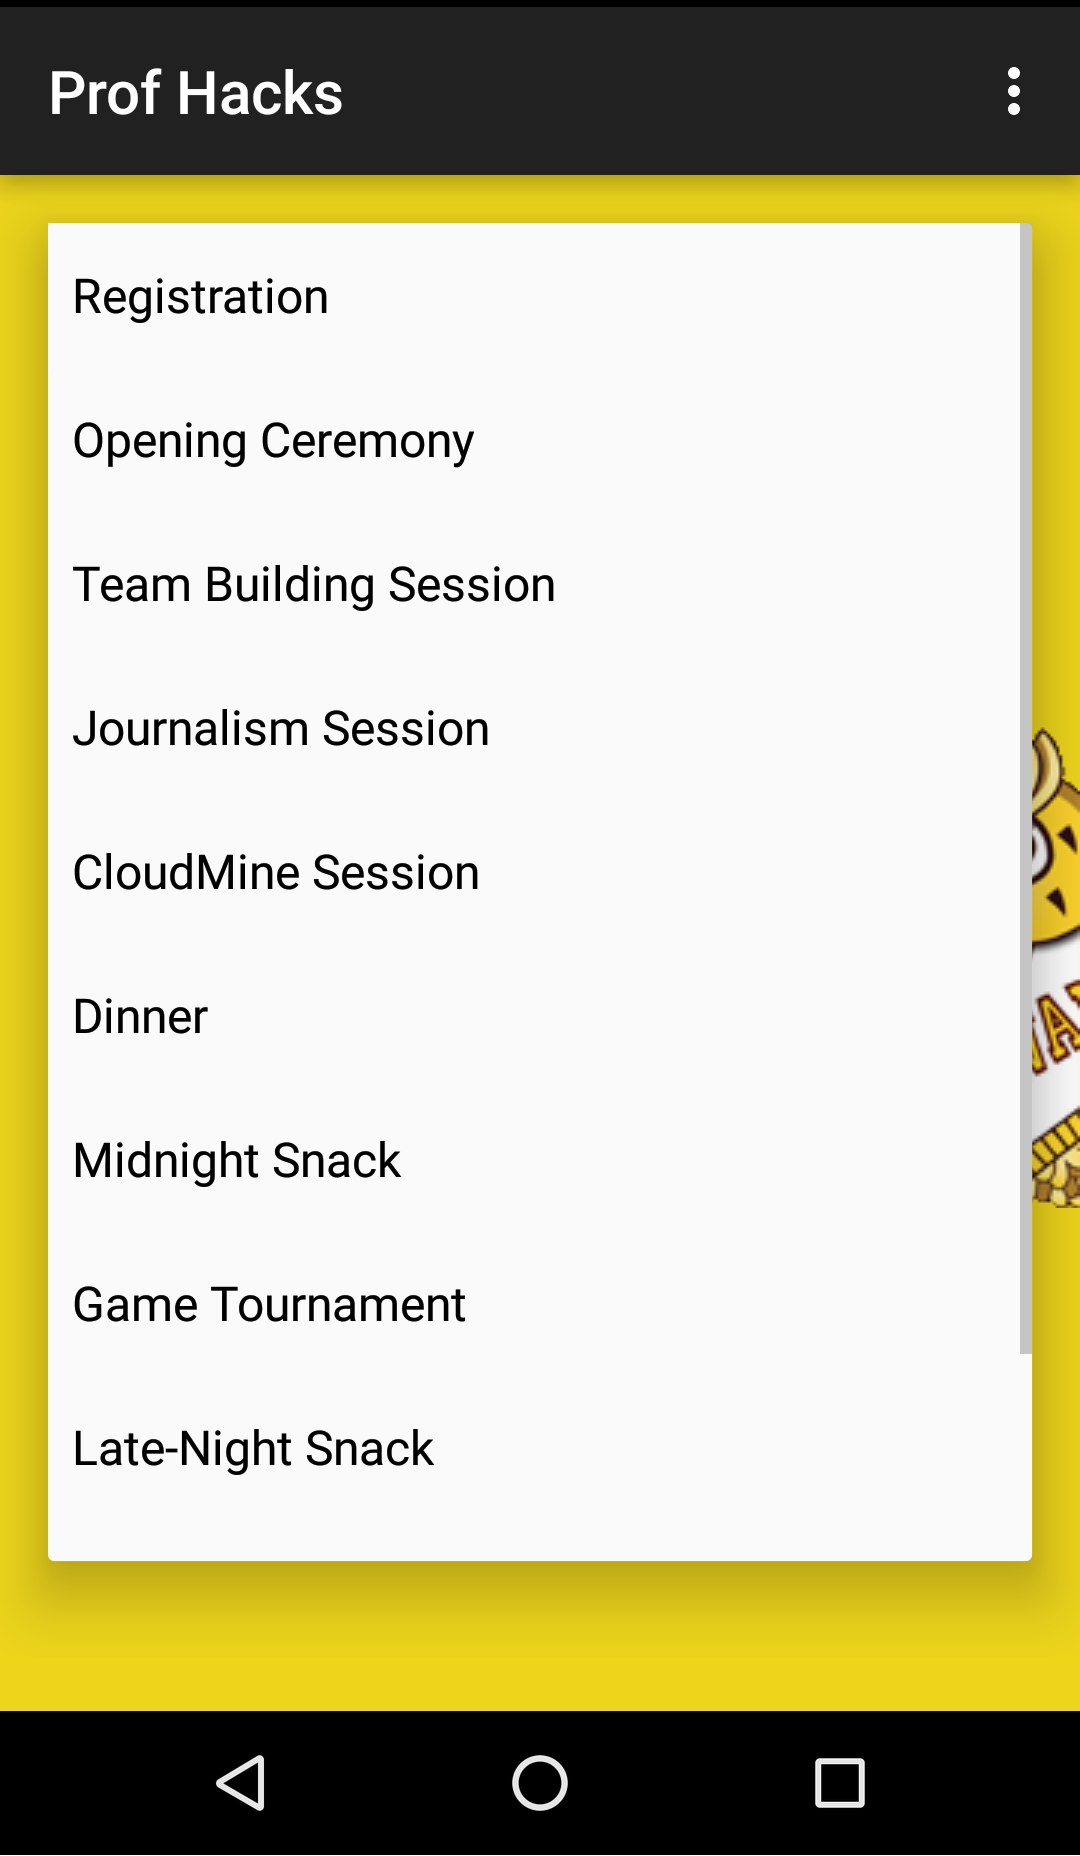 Prof Hacks
Registration
Opening Ceremony
Team Building Session
Journalism Session
CloudMine Session
Dinner
Midnight Snack
Game Tournament
Late-Night Snack